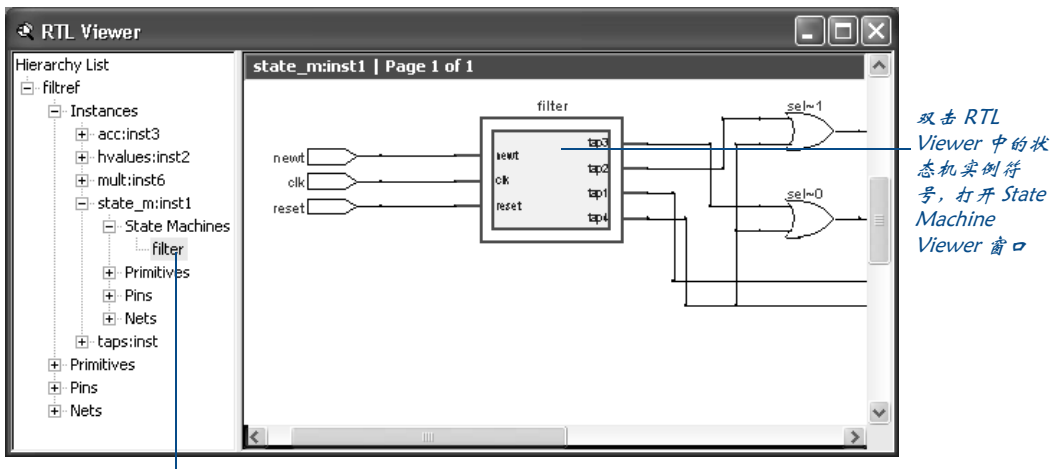 RTL Viewer
Hierarchy List
filtref
Instances
acc:inst3
hvalues:inst2
mult:inst6
state_m:inst1
State Machines
filter
Primitives
Pins
Nets
taps:inst
Primitives
Pins
Nets
state_m:inst1 | Page 1 of 1
filter
newt
clk
reset
newt
clk
reset
tap3
tap2
tap1
tap4
sel~1
sel~0
双击 RTL
Viewer 中的状
态机实例符
号，打开 State
Machine
Viewer 窗口